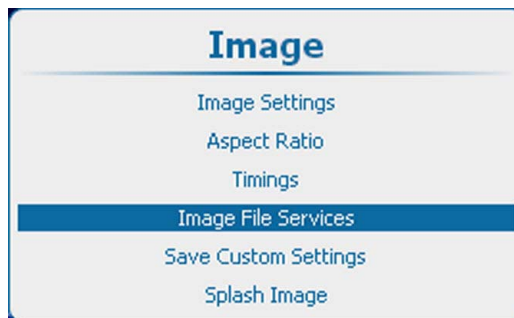 Image
Image Settings
Aspect Ratio
Timings
Image File Services
Save Custom Settings
Splash Image